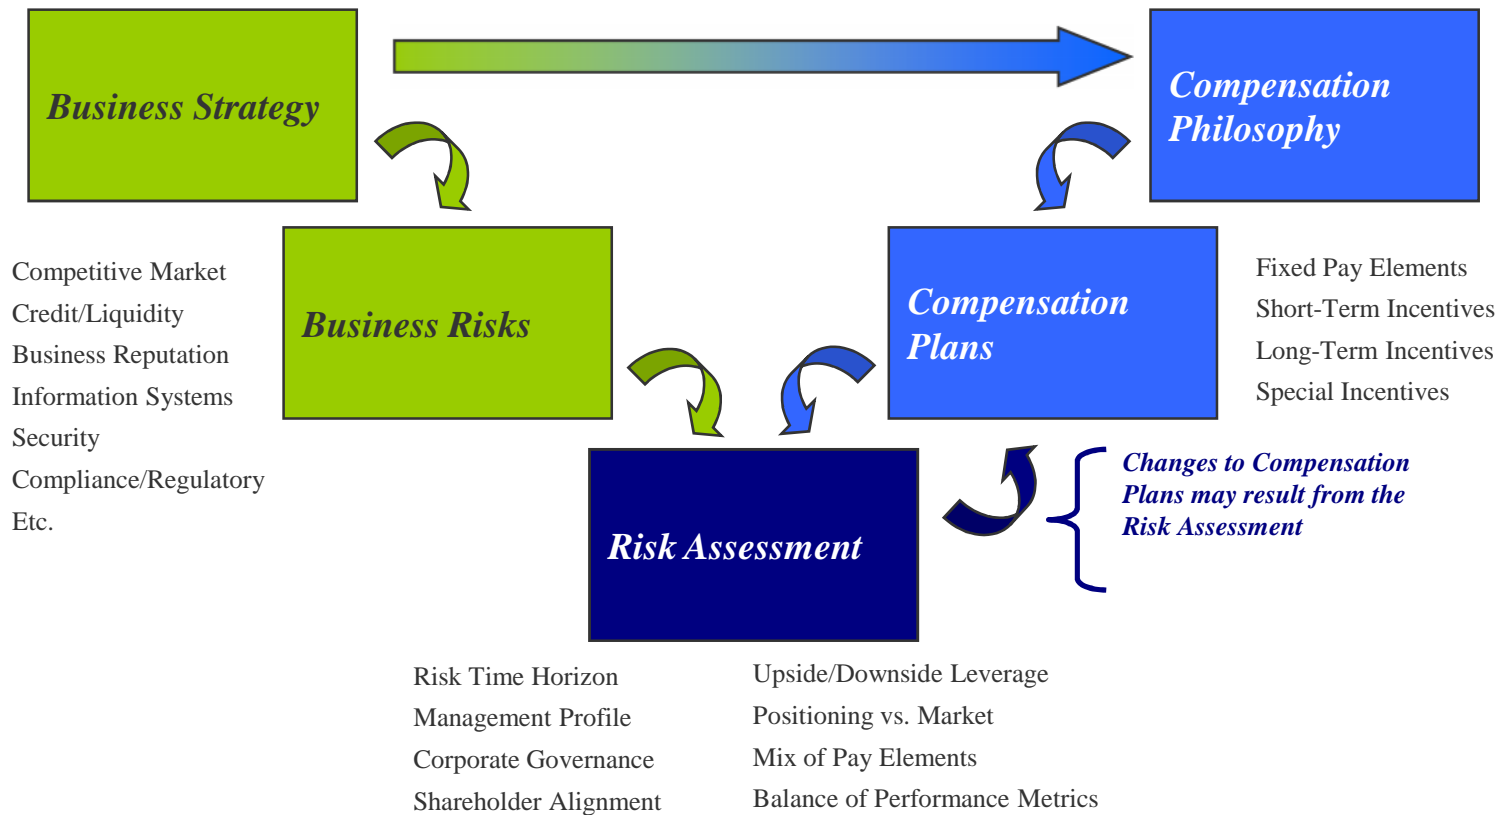 Business Strategy
Compensation
Philosophy
Competitive Market
Credit/Liquidity
Business Reputation
Information Systems
Security
Compliance/Regulatory
Etc.
Business Risks
Compensation
Plans
Fixed Pay Elements
Short-Term Incentives
Long-Term Incentives
Special Incentives
Changes to Compensation
Plans may result from the
Risk Assessment
Risk Assessment
Risk Time Horizon
Management Profile
Corporate Governance
Shareholder Alignment
Upside/Downside Leverage
Positioning vs. Market
Mix of Pay Elements
Balance of Performance Metrics